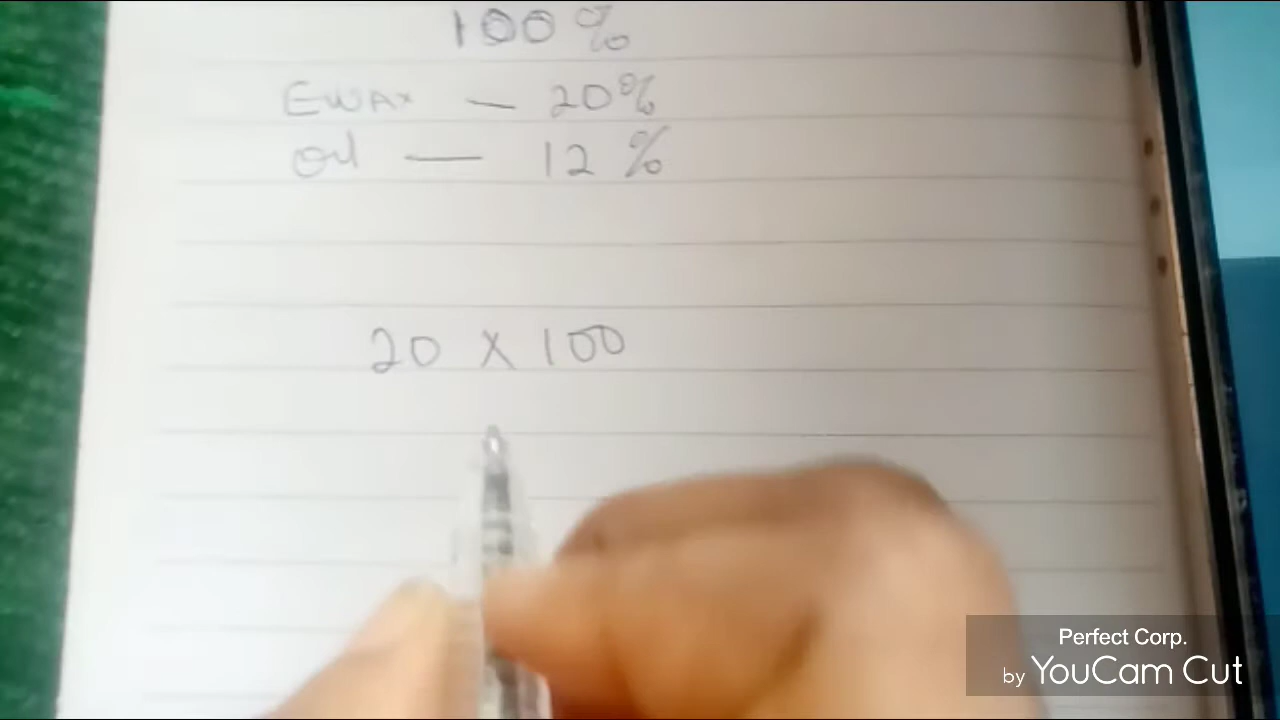 100%
EWAX — 20%
Oil — 12%
20 X 100
Perfect Corp.
by YouCam Cut